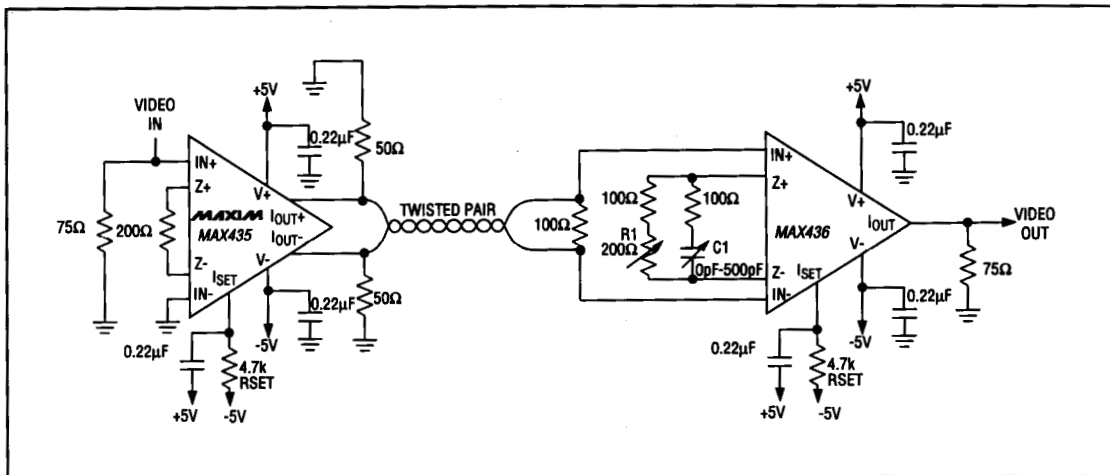 VIDEO
IN
75Ω
200Ω
IN+
Z+
MAXIM
MAX435
Z-
IN-
V+
IOUT+
IOUT-
V-
ISET
+5V
0.22µF
50Ω
0.22µF
-5V
50Ω
0.22µF
+5V
4.7k
RSET
-5V
TWISTED PAIR
100Ω
100Ω
R1
200Ω
100Ω
C1
0pF-500pF
IN+
Z+
MAX436
Z-
IN-
V+
IOUT
V-
ISET
+5V
0.22µF
VIDEO
OUT
75Ω
0.22µF
-5V
0.22µF
+5V
4.7k
RSET
-5V